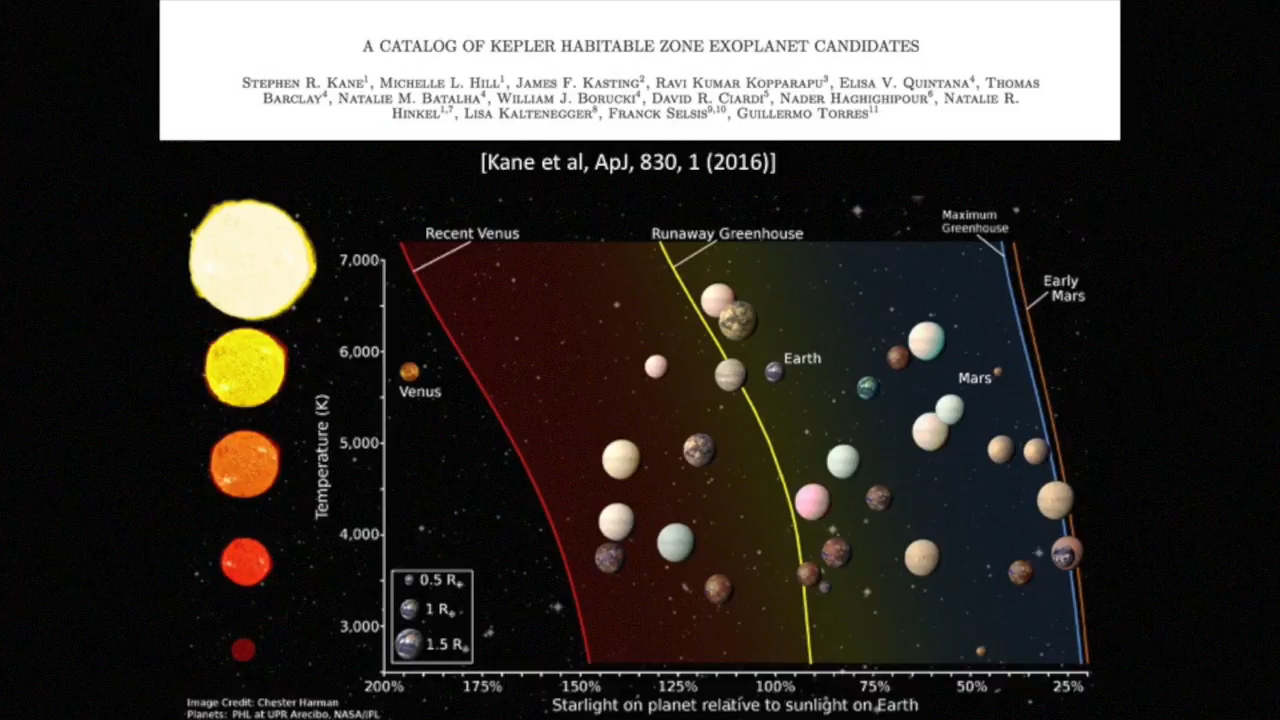 A CATALOG OF KEPLER HABITABLE ZONE EXOPLANET CANDIDATES
STEPHEN R. KANE¹, MICHELLE L. HILL¹, JAMES F. KASTING², RAVI KUMAR KOPPARAPU³, ELISA V. QUINTANA⁴, THOMAS
BARCLAY⁴, NATALIE M. BATALHA⁴, WILLIAM J. BORUCKI⁴, DAVID R. CIARDI⁵, NADER HAGHIGHIPOUR⁶, NATALIE R.
HINKEL¹,⁷, LISA KALTENEGGER⁸, FRANCK SELSIS⁹,¹⁰, GUILLERMO TORRES¹¹
[Kane et al, ApJ, 830, 1 (2016)]
Recent Venus
Runaway Greenhouse
Maximum
Greenhouse
Early
Mars
7,000
6,000
5,000
4,000
3,000
Temperature (K)
Venus
Earth
Mars
0.5 R⊕
1 R⊕
1.5 R⊕
200% 175% 150% 125% 100% 75% 50% 25%
Starlight on planet relative to sunlight on Earth
Image Credit: Chester Harman
Planets: PHL at UPR Arecibo, NASA/JPL